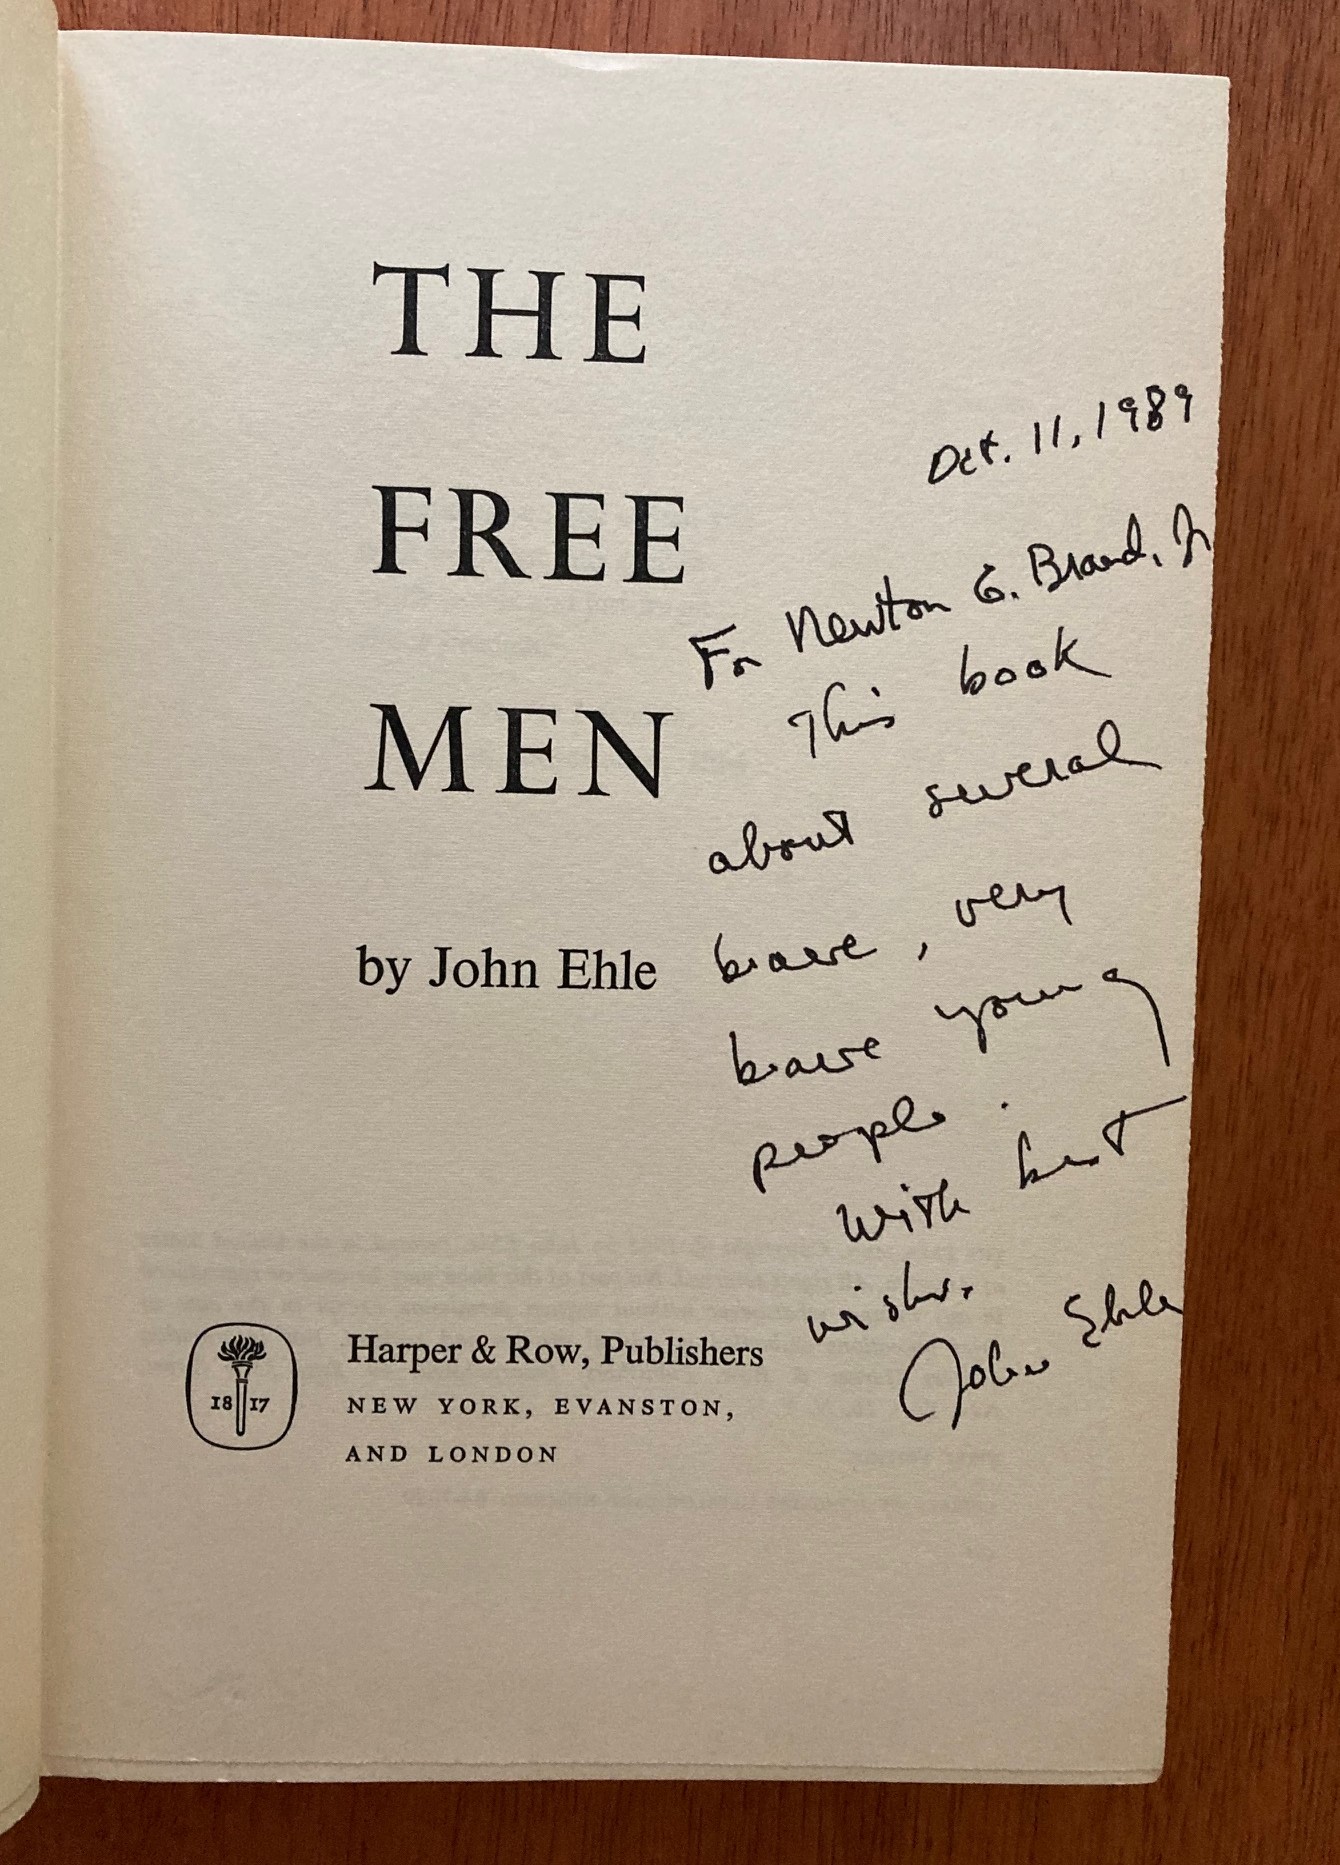 THE
FREE
MEN
by John Ehle
Harper & Row, Publishers
18 17
NEW YORK, EVANSTON,
AND LONDON
Oct. 11, 1989
For Newton G. Brand, Jr
This book
about several
brave, very
brave young
people.
With best
wishes.
John Ehle